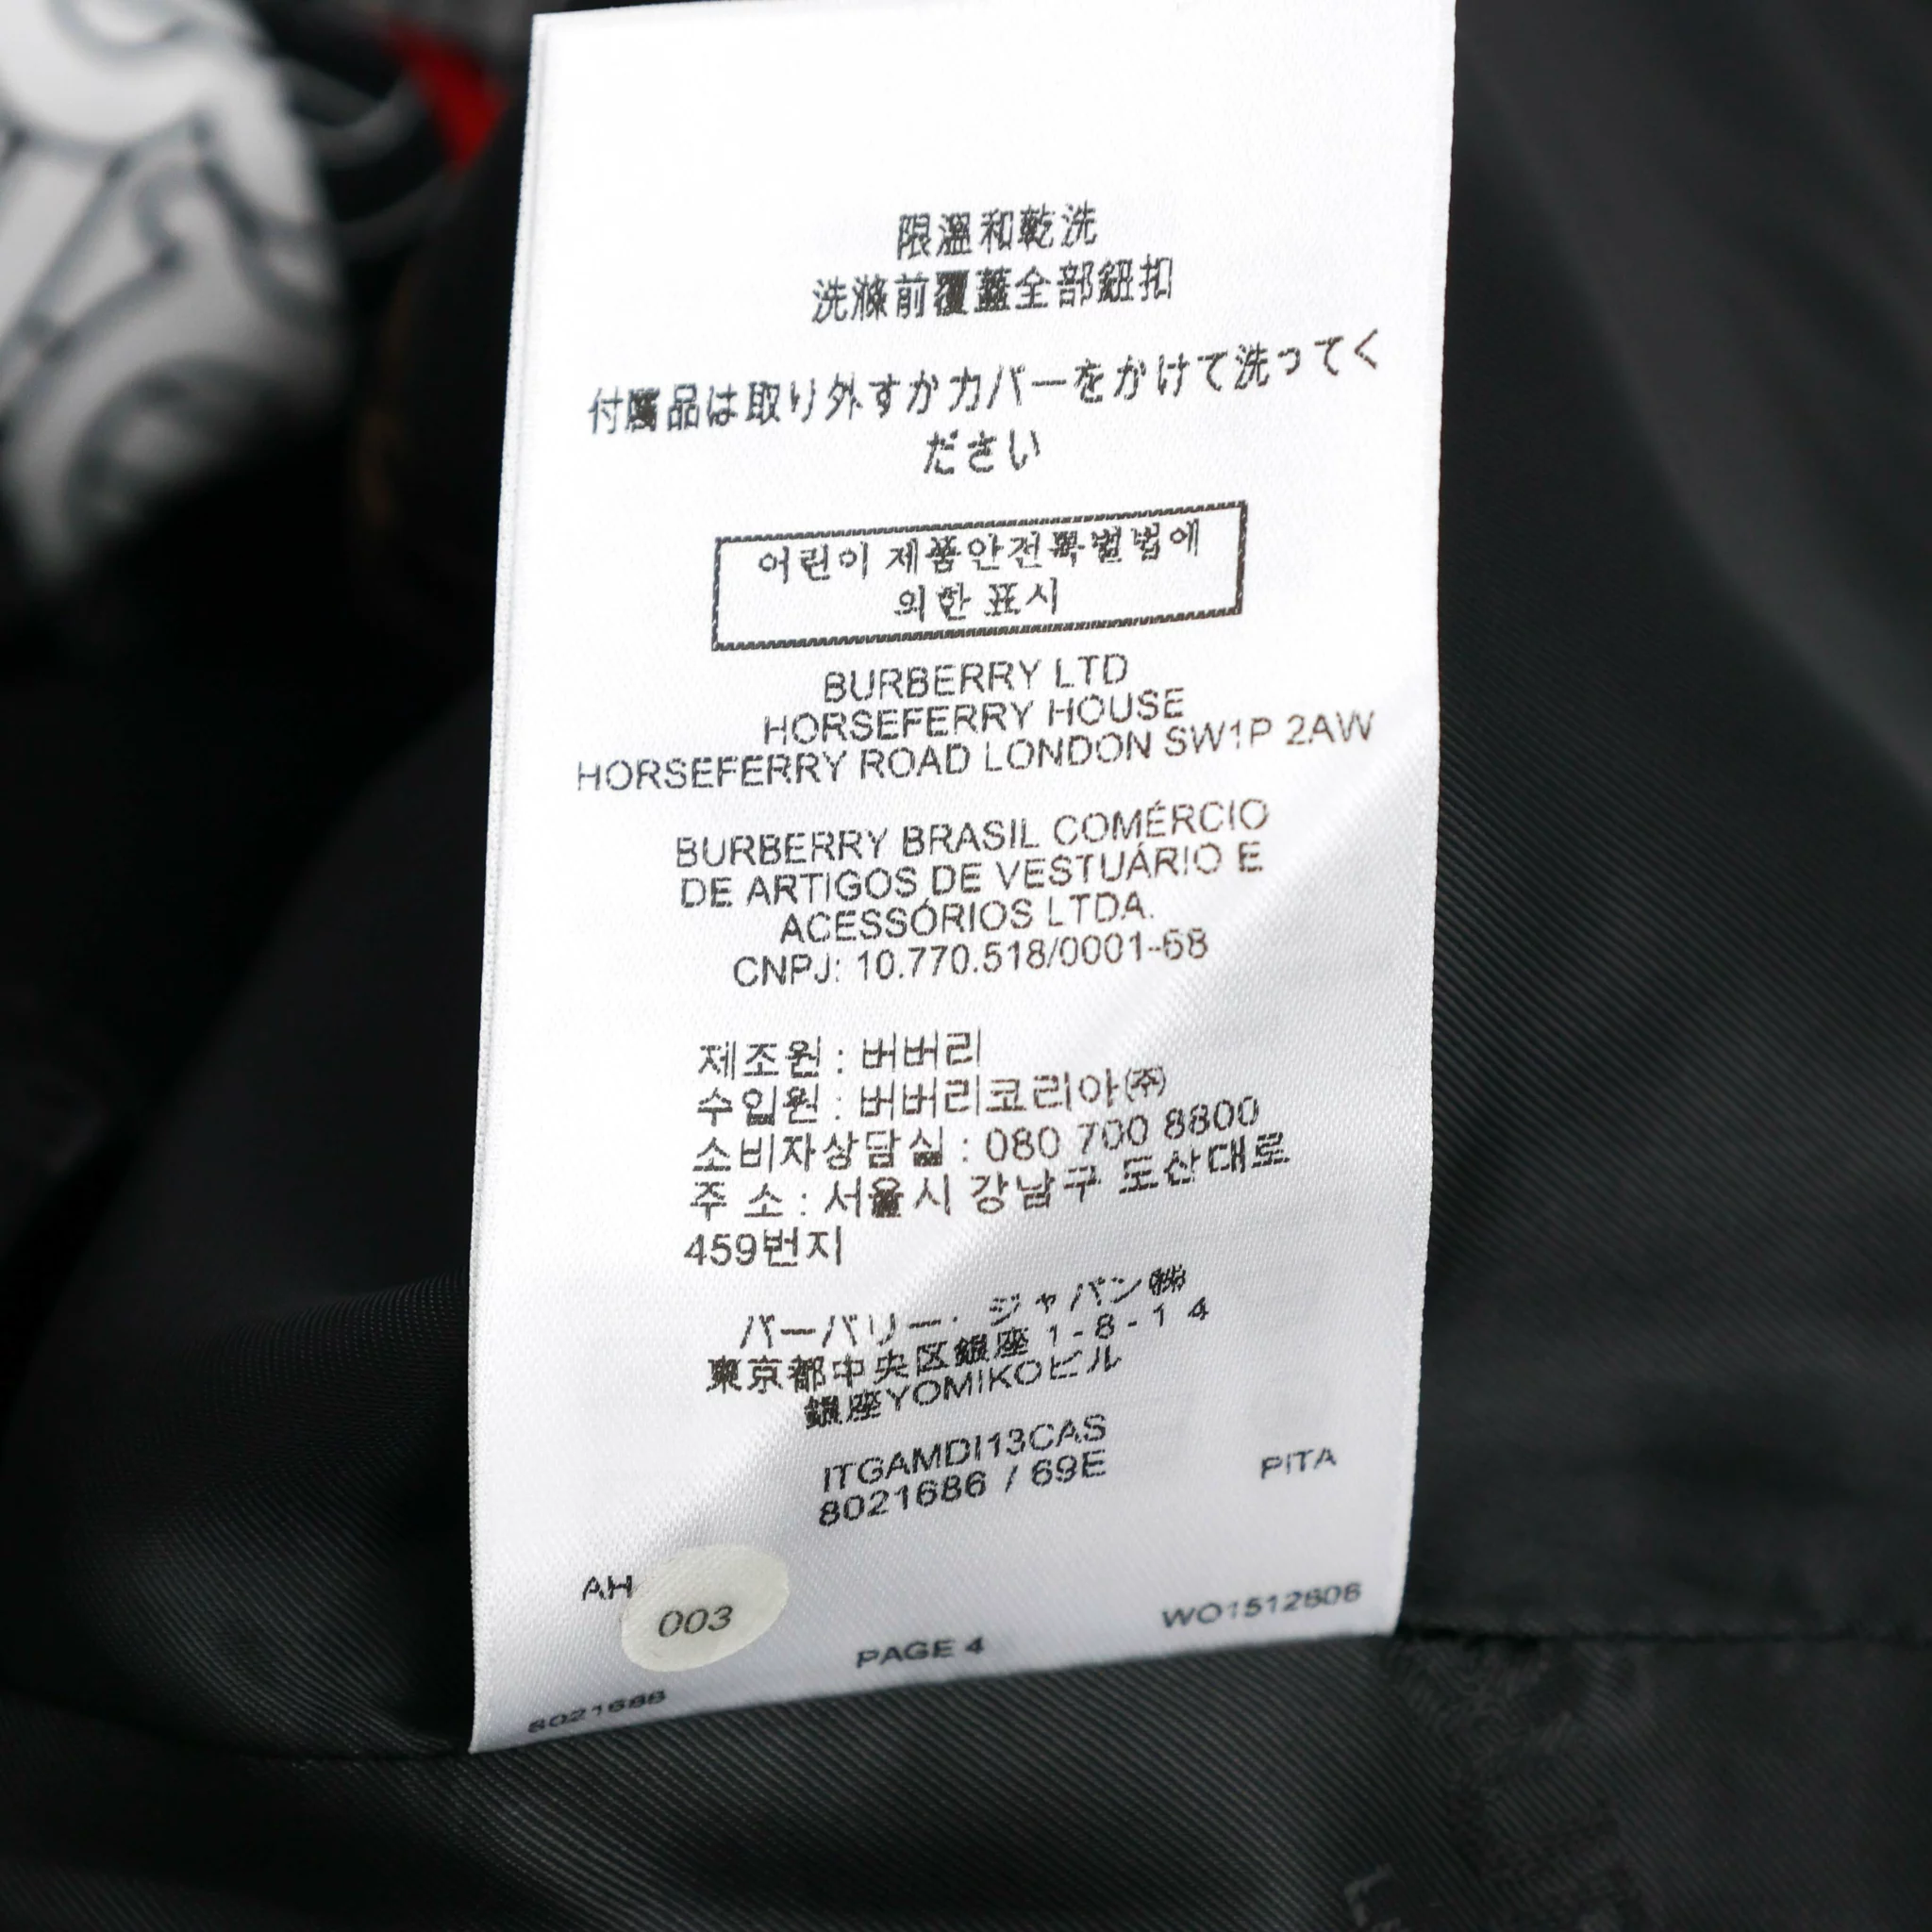 限溫和乾洗
洗滌前覆蓋全部鈕扣
付属品は取り外すかカバーをかけて洗ってく
ださい
어린이 제품안전특별법에
의한 표시
BURBERRY LTD
HORSEFERRY HOUSE
HORSEFERRY ROAD LONDON SW1P 2AW
BURBERRY BRASIL COMÉRCIO
DE ARTIGOS DE VESTUÁRIO E
ACESSÓRIOS LTDA.
CNPJ: 10.770.518/0001-68
제조원 : 버버리
수입원 : 버버리코리아㈜
소비자상담실 : 080 700 8800
주 소 : 서울시 강남구 도산대로
459번지
バーバリー・ジャパン㈱
東京都中央区銀座 1 - 8 - 1 4
銀座YOMIKOビル
ITGAMDI13CAS
8021686 / 69E
PITA
AH
003
WO1512606
PAGE 4
8021686